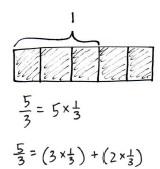 1
5/3 = 5 × 1/3
5/3 = (3 × 1/3) + (2 × 1/3)